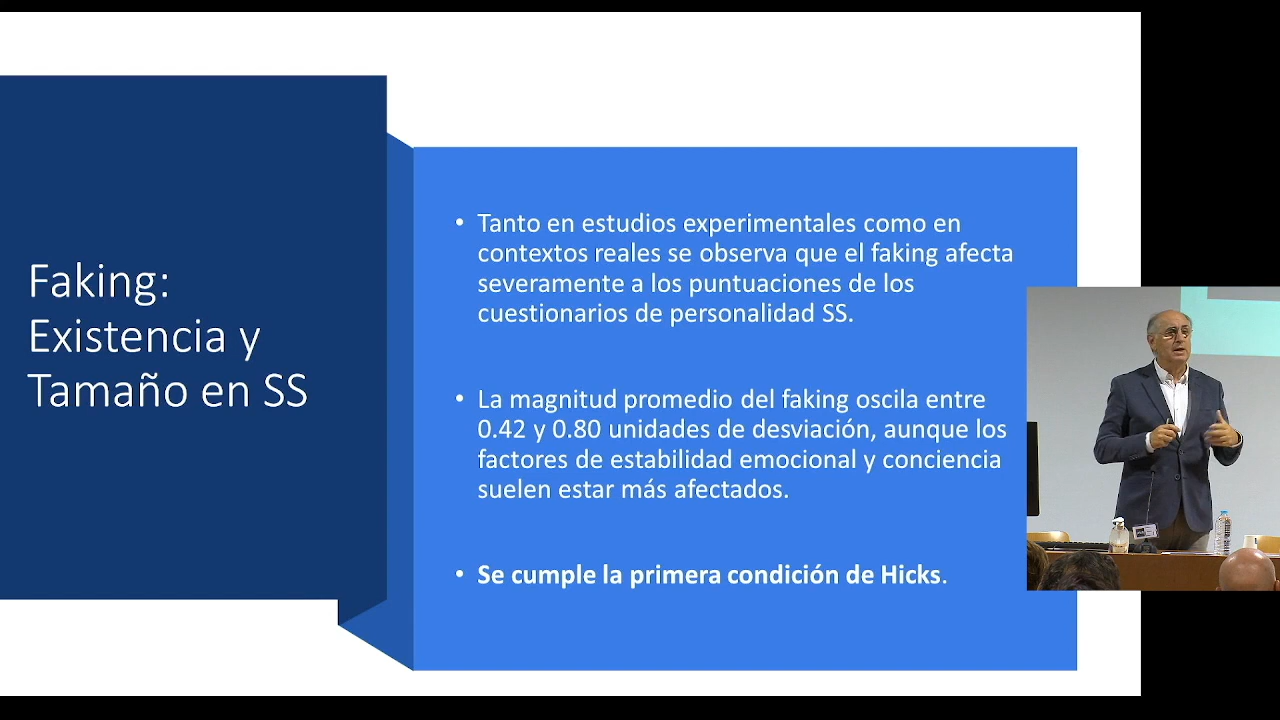 Faking:
Existencia y
Tamaño en SS
• Tanto en estudios experimentales como en
contextos reales se observa que el faking afecta
severamente a los puntuaciones de los
cuestionarios de personalidad SS.
• La magnitud promedio del faking oscila entre
0.42 y 0.80 unidades de desviación, aunque los
factores de estabilidad emocional y conciencia
suelen estar más afectados.
• Se cumple la primera condición de Hicks.